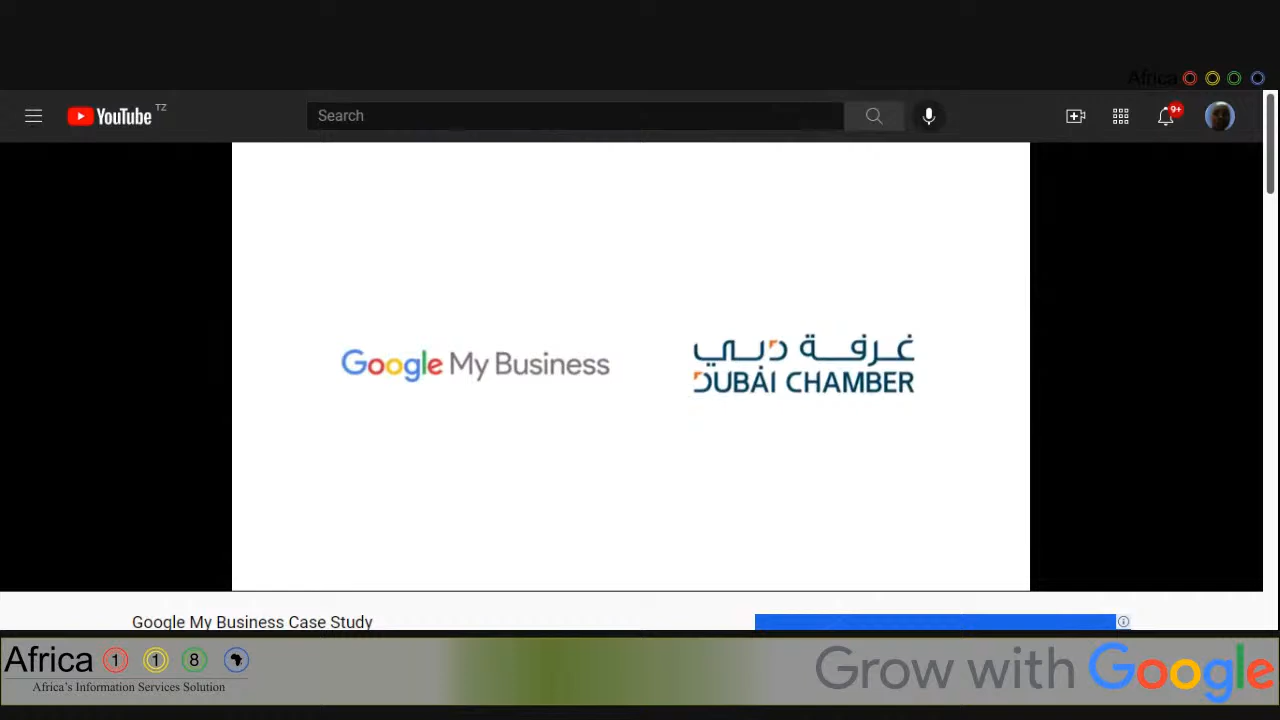 Africa
YouTube TZ
Search
9+
Google My Business
غرفة دبي
DUBAI CHAMBER
Google My Business Case Study
Africa 1 1 8
Africa's Information Services Solution
Grow with Google